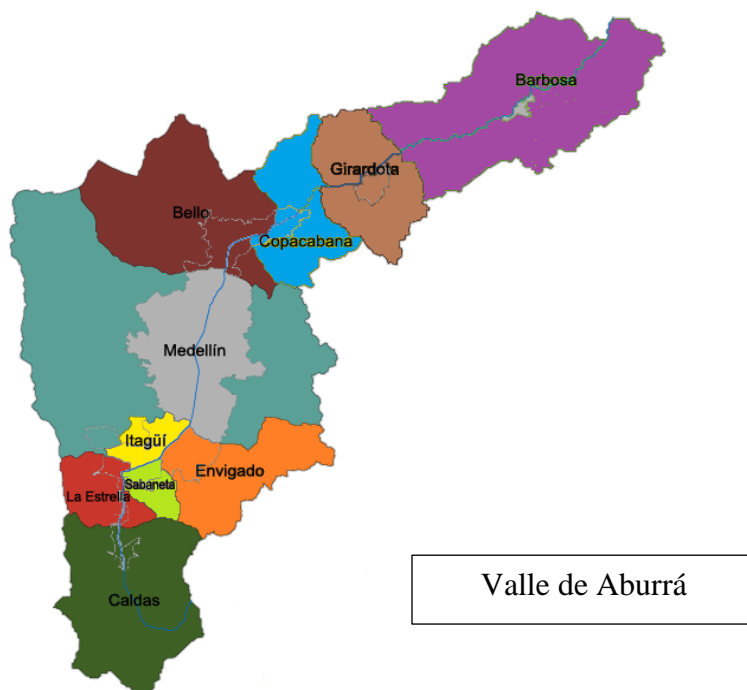 Barbosa
Girardota
Bello
Copacabana
Medellín
Itagüí
Envigado
Sabaneta
La Estrella
Caldas
Valle de Aburrá